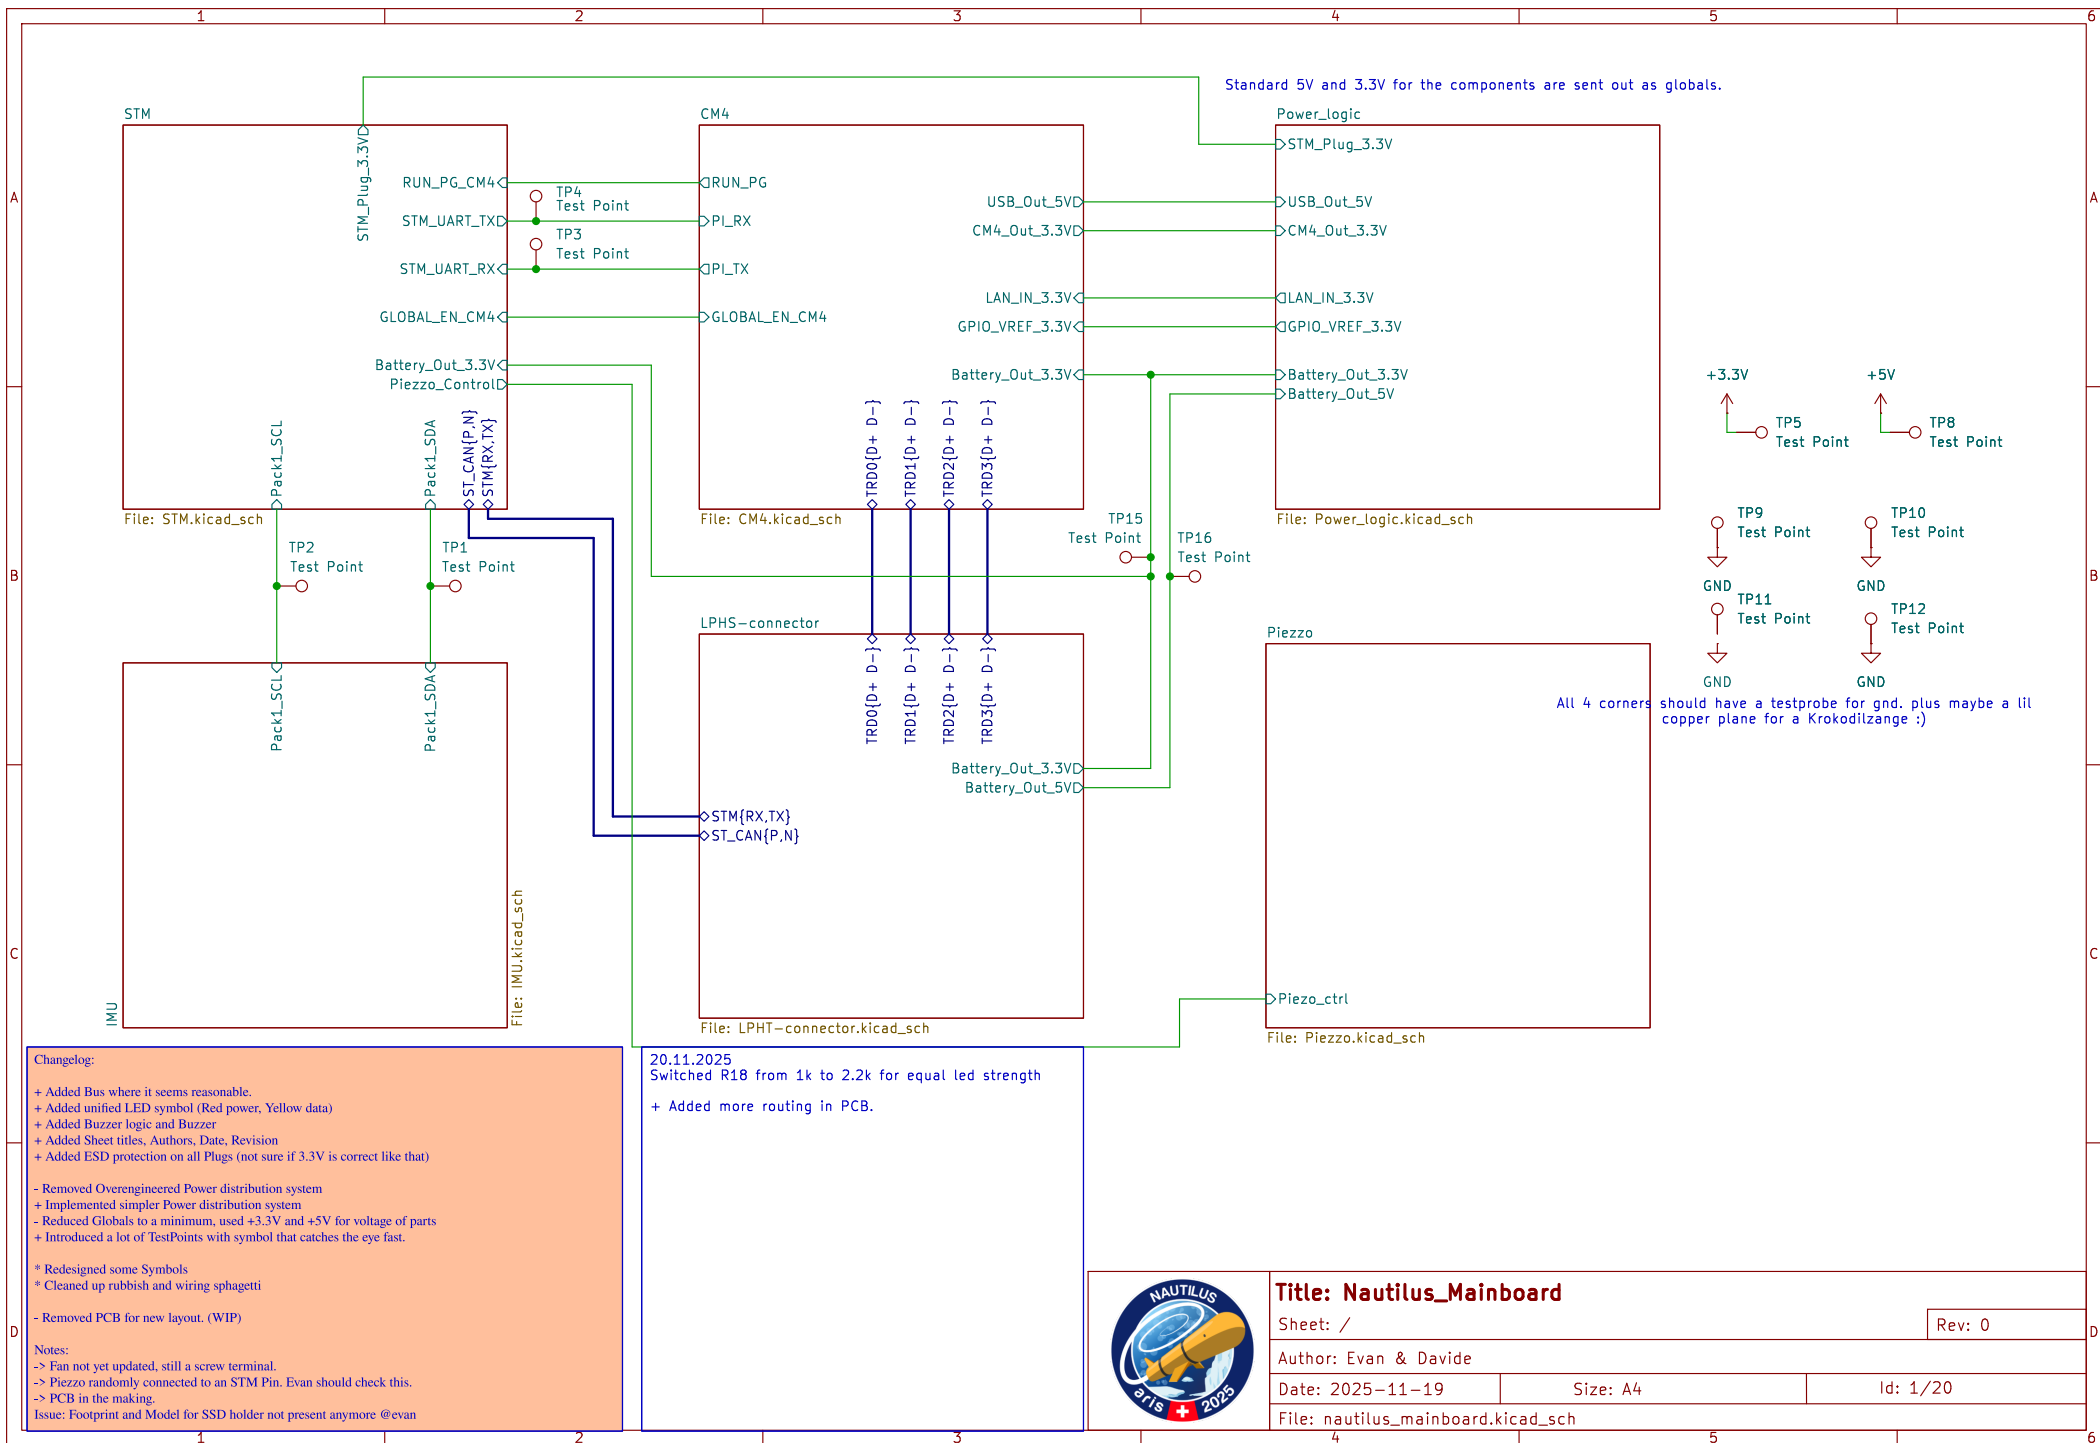 1 2 3 4 5 6
A
B
C
D
A
B
C
D
1 2 3 4 5 6
Standard 5V and 3.3V for the components are sent out as globals.
STM
STM_Plug_3.3V
RUN_PG_CM4
STM_UART_TX
STM_UART_RX
GLOBAL_EN_CM4
Battery_Out_3.3V
Piezzo_Control
Pack1_SCL
Pack1_SDA
ST_CAN{P,N}
STM{RX,TX}
File: STM.kicad_sch
TP4
Test Point
TP3
Test Point
CM4
RUN_PG
PI_RX
PI_TX
GLOBAL_EN_CM4
USB_Out_5V
CM4_Out_3.3V
LAN_IN_3.3V
GPIO_VREF_3.3V
Battery_Out_3.3V
TRD0{D+ D-}
TRD1{D+ D-}
TRD2{D+ D-}
TRD3{D+ D-}
File: CM4.kicad_sch
Power_logic
STM_Plug_3.3V
USB_Out_5V
CM4_Out_3.3V
LAN_IN_3.3V
GPIO_VREF_3.3V
Battery_Out_3.3V
Battery_Out_5V
File: Power_logic.kicad_sch
+3.3V
TP5
Test Point
+5V
TP8
Test Point
TP9
Test Point
GND
TP10
Test Point
GND
TP11
Test Point
GND
TP12
Test Point
GND
All 4 corners should have a testprobe for gnd. plus maybe a lil
copper plane for a Krokodilzange :)
TP2
Test Point
TP1
Test Point
TP15
Test Point
TP16
Test Point
Pack1_SCL
Pack1_SDA
IMU
File: IMU.kicad_sch
LPHS-connector
TRD0{D+ D-}
TRD1{D+ D-}
TRD2{D+ D-}
TRD3{D+ D-}
Battery_Out_3.3V
Battery_Out_5V
STM{RX,TX}
ST_CAN{P,N}
File: LPHT-connector.kicad_sch
Piezzo
Piezo_ctrl
File: Piezzo.kicad_sch
Changelog:
+ Added Bus where it seems reasonable.
+ Added unified LED symbol (Red power, Yellow data)
+ Added Buzzer logic and Buzzer
+ Added Sheet titles, Authors, Date, Revision
+ Added ESD protection on all Plugs (not sure if 3.3V is correct like that)
- Removed Overengineered Power distribution system
+ Implemented simpler Power distribution system
- Reduced Globals to a minimum, used +3.3V and +5V for voltage of parts
+ Introduced a lot of TestPoints with symbol that catches the eye fast.
* Redesigned some Symbols
* Cleaned up rubbish and wiring sphagetti
- Removed PCB for new layout. (WIP)
Notes:
-> Fan not yet updated, still a screw terminal.
-> Piezzo randomly connected to an STM Pin. Evan should check this.
-> PCB in the making.
Issue: Footprint and Model for SSD holder not present anymore @evan
20.11.2025
Switched R18 from 1k to 2.2k for equal led strength
+ Added more routing in PCB.
NAUTILUS
aris 2025
Title: Nautilus_Mainboard
Sheet: /
Rev: 0
Author: Evan & Davide
Date: 2025-11-19
Size: A4
Id: 1/20
File: nautilus_mainboard.kicad_sch